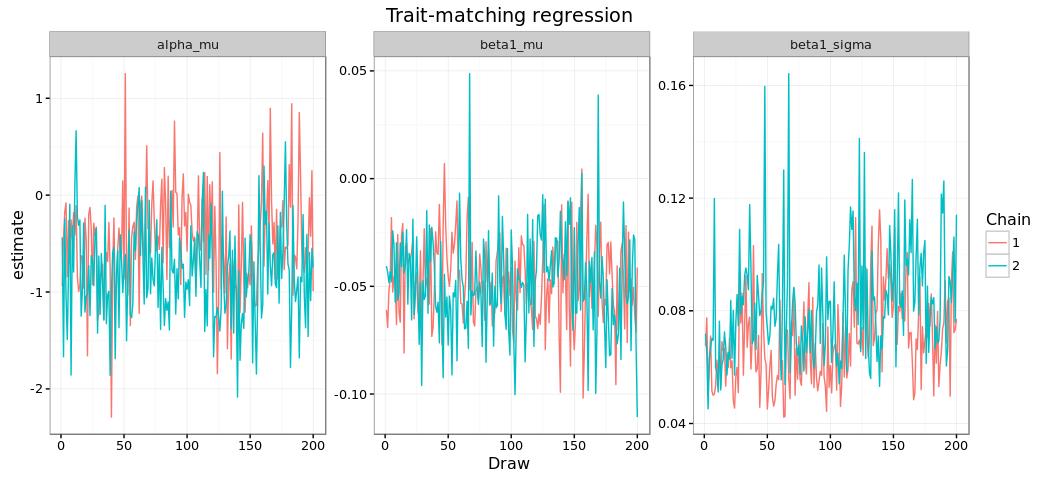 Trait-matching regression
alpha_mu beta1_mu beta1_sigma
estimate
1
0
-1
-2
0.05
0.00
-0.05
-0.10
0.16
0.12
0.08
0.04
0 50 100 150 200 0 50 100 150 200 0 50 100 150 200
Draw
Chain
1
2